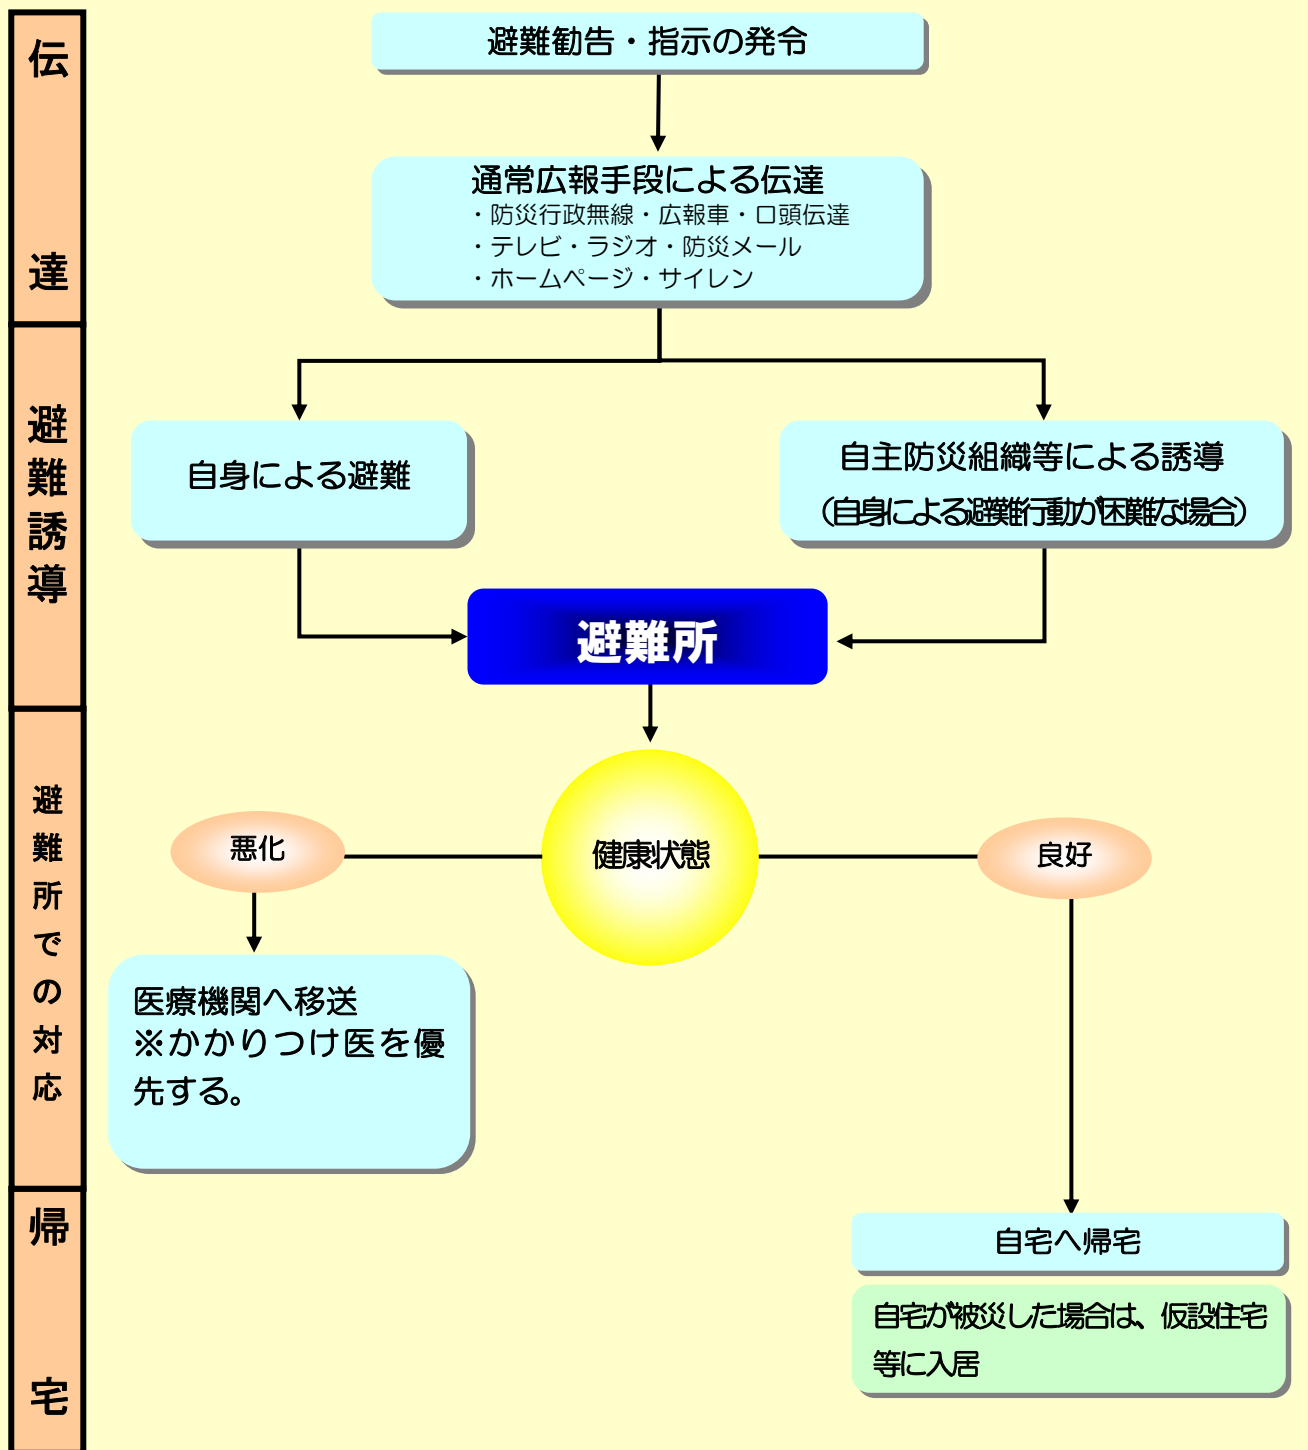 伝達
避難勧告・指示の発令
通常広報手段による伝達
・防災行政無線・広報車・口頭伝達
・テレビ・ラジオ・防災メール
・ホームページ・サイレン
避難誘導
自身による避難
自主防災組織等による誘導
（自身による避難行動が困難な場合）
避難所
避難所での対応
健康状態
悪化
良好
医療機関へ移送
※かかりつけ医を優
先する。
帰宅
自宅へ帰宅
自宅が被災した場合は、仮設住宅
等に入居